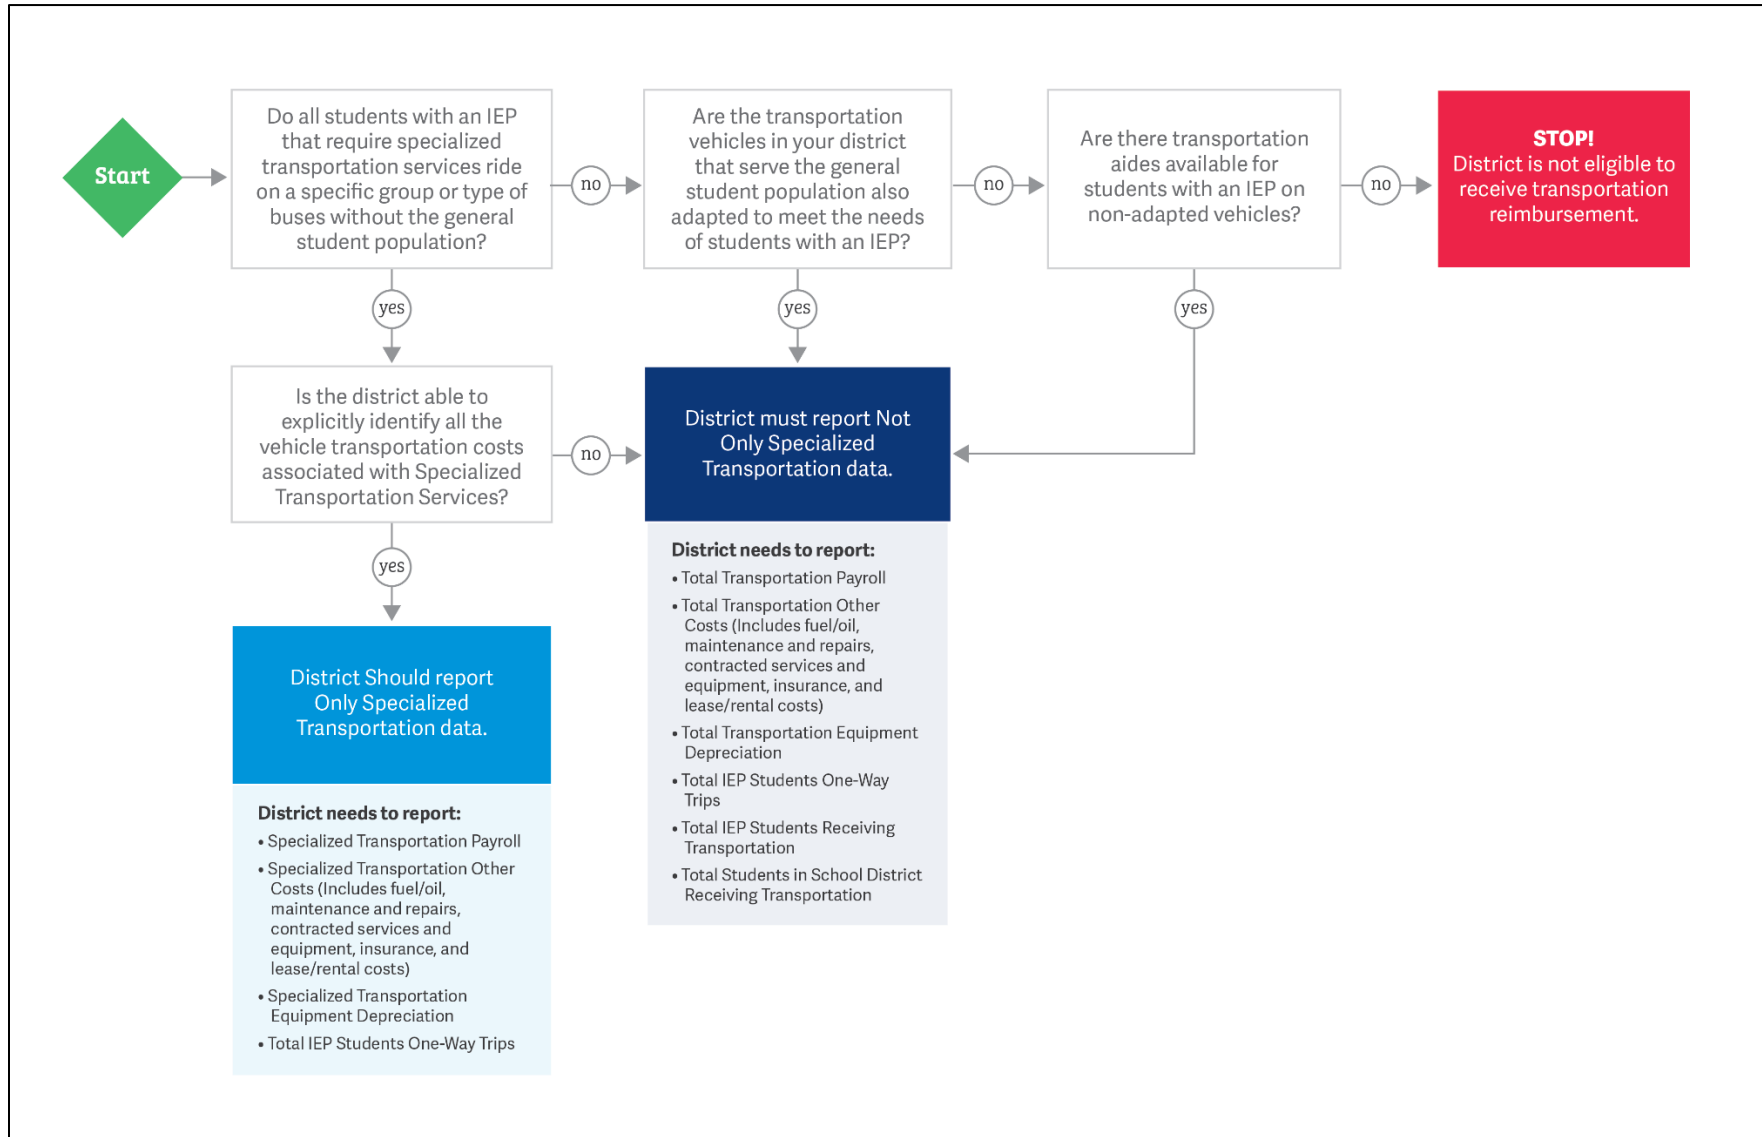 Start
Do all students with an IEP
that require specialized
transportation services ride
on a specific group or type of
buses without the general
student population?
no
Are the transportation
vehicles in your district
that serve the general
student population also
adapted to meet the needs
of students with an IEP?
no
Are there transportation
aides available for
students with an IEP on
non-adapted vehicles?
no
STOP!
District is not eligible to
receive transportation
reimbursement.
yes
yes
yes
Is the district able to
explicitly identify all the
vehicle transportation costs
associated with Specialized
Transportation Services?
no
District must report Not
Only Specialized
Transportation data.
yes
District needs to report:
• Total Transportation Payroll
• Total Transportation Other
Costs (Includes fuel/oil,
maintenance and repairs,
contracted services and
equipment, insurance, and
lease/rental costs)
• Total Transportation Equipment
Depreciation
• Total IEP Students One-Way
Trips
• Total IEP Students Receiving
Transportation
• Total Students in School District
Receiving Transportation
District Should report
Only Specialized
Transportation data.
District needs to report:
• Specialized Transportation Payroll
• Specialized Transportation Other
Costs (Includes fuel/oil,
maintenance and repairs,
contracted services and
equipment, insurance, and
lease/rental costs)
• Specialized Transportation
Equipment Depreciation
• Total IEP Students One-Way Trips